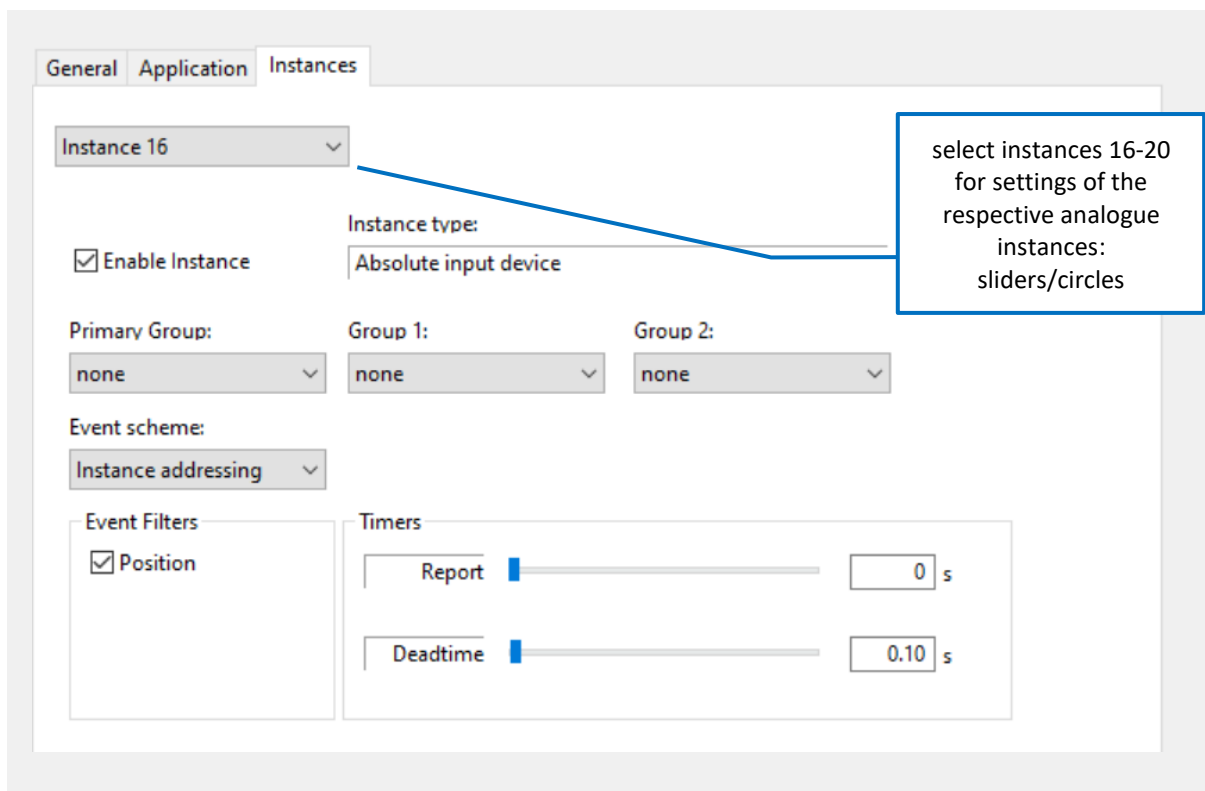 General Application Instances
Instance 16
select instances 16-20
for settings of the
respective analogue
instances:
sliders/circles
Instance type:
Enable Instance
Absolute input device
Primary Group: Group 1: Group 2:
none none none
Event scheme:
Instance addressing
Event Filters Timers
Position
Report 0 s
Deadtime 0.10 s